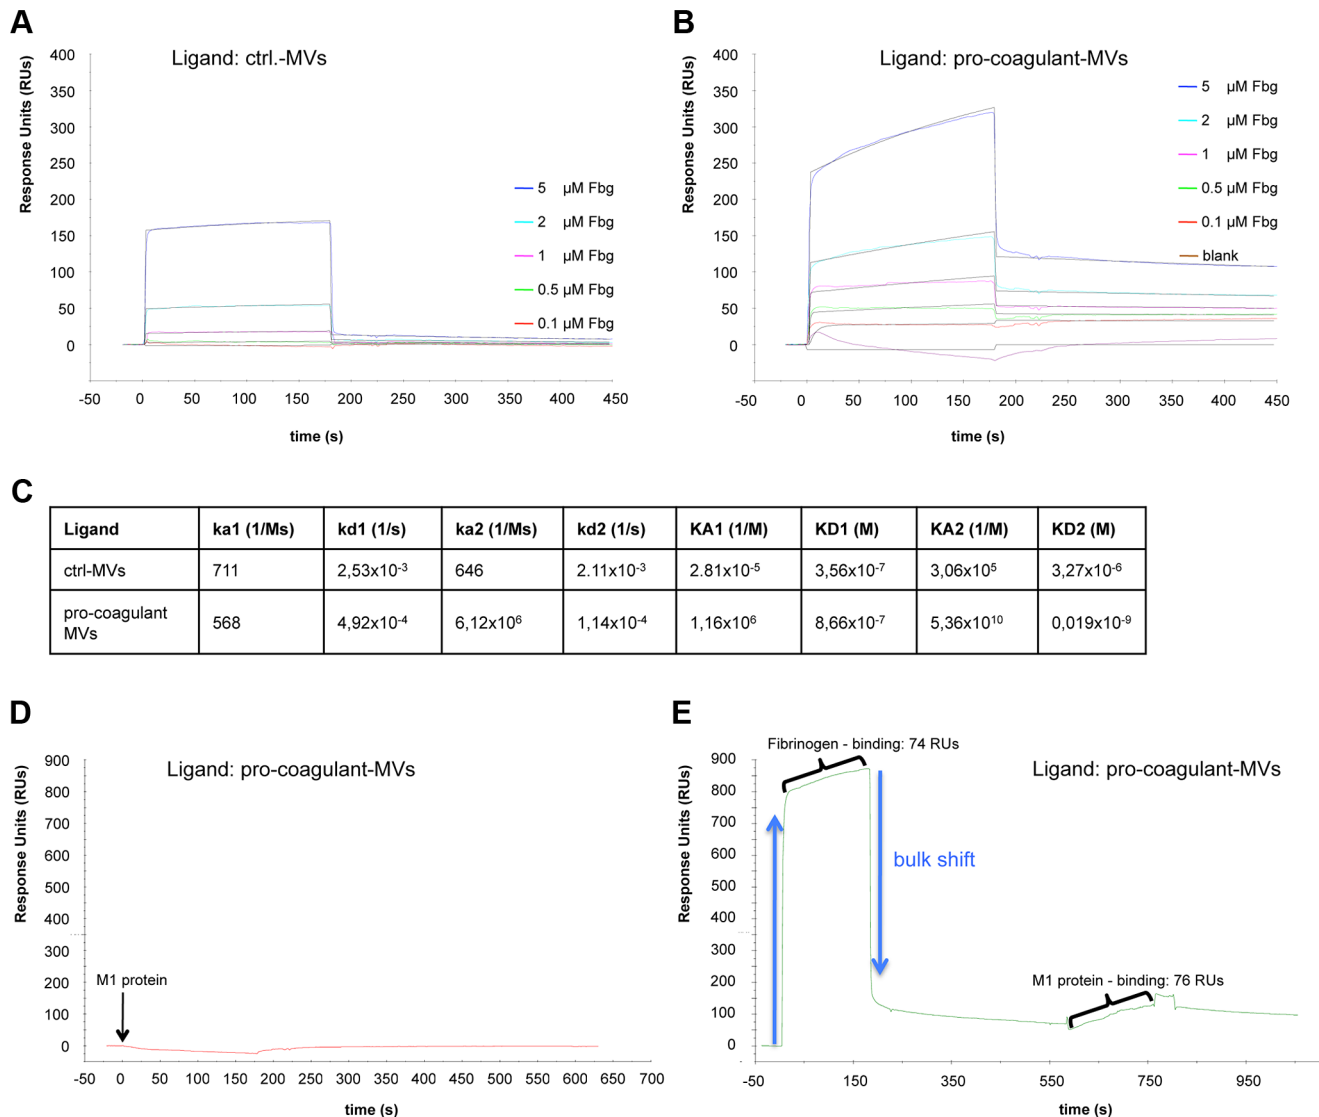 A
Ligand: ctrl.-MVs
Response Units (RUs)
400
350
300
250
200
150
100
50
0
-50 0 50 100 150 200 250 300 350 400 450
time (s)
5 µM Fbg
2 µM Fbg
1 µM Fbg
0.5 µM Fbg
0.1 µM Fbg
B
Ligand: pro-coagulant-MVs
Response Units (RUs)
400
350
300
250
200
150
100
50
0
-50 0 50 100 150 200 250 300 350 400 450
time (s)
5 µM Fbg
2 µM Fbg
1 µM Fbg
0.5 µM Fbg
0.1 µM Fbg
blank
C
Ligand ka1 (1/Ms) kd1 (1/s) ka2 (1/Ms) kd2 (1/s) KA1 (1/M) KD1 (M) KA2 (1/M) KD2 (M)
ctrl-MVs 711 2,53x10⁻³ 646 2.11x10⁻³ 2.81x10⁻⁵ 3,56x10⁻⁷ 3,06x10⁵ 3,27x10⁻⁶
pro-coagulant
MVs 568 4,92x10⁻⁴ 6,12x10⁶ 1,14x10⁻⁴ 1,16x10⁶ 8,66x10⁻⁷ 5,36x10¹⁰ 0,019x10⁻⁹
D
Ligand: pro-coagulant-MVs
Response Units (RUs)
900
800
700
600
500
400
300
200
100
0
M1 protein
-50 0 50 100 150 200 250 300 350 400 450 500 600 700
time (s)
E
Fibrinogen - binding: 74 RUs
Ligand: pro-coagulant-MVs
Response Units (RUs)
900
800
700
600
500
400
300
200
100
0
bulk shift
M1 protein - binding: 76 RUs
-50 150 350 550 750 950
time (s)